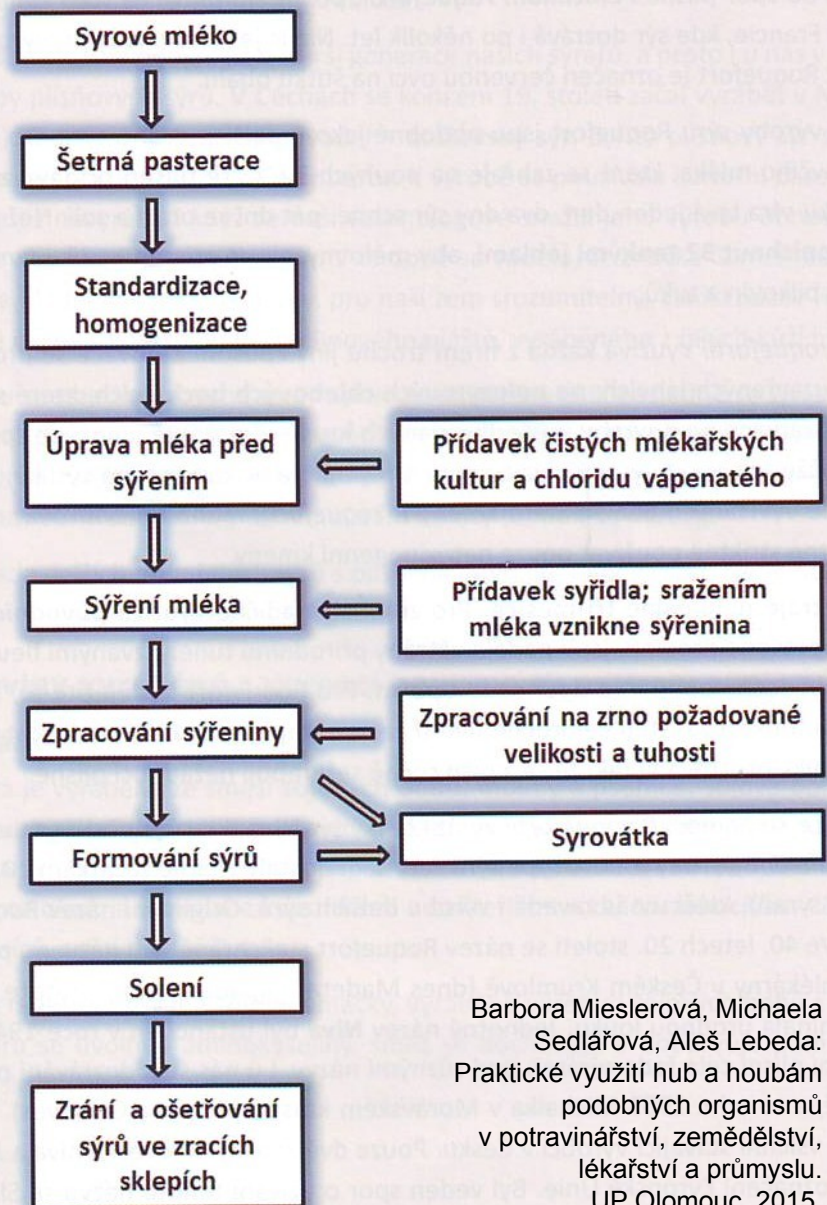 Syrové mléko
Šetrná pasterace
Standardizace,
homogenizace
Úprava mléka před
sýřením
Přídavek čistých mlékařských
kultur a chloridu vápenatého
Sýření mléka
Přídavek syřidla; sražením
mléka vznikne sýřenina
Zpracování sýřeniny
Zpracování na zrno požadované
velikosti a tuhosti
Formování sýrů
Syrovátka
Solení
Zrání a ošetřování
sýrů ve zracích
sklepích
Barbora Mieslerová, Michaela
Sedlářová, Aleš Lebeda:
Praktické využití hub a houbám
podobných organismů
v potravinářství, zemědělství,
lékařství a průmyslu.
UP Olomouc, 2015.